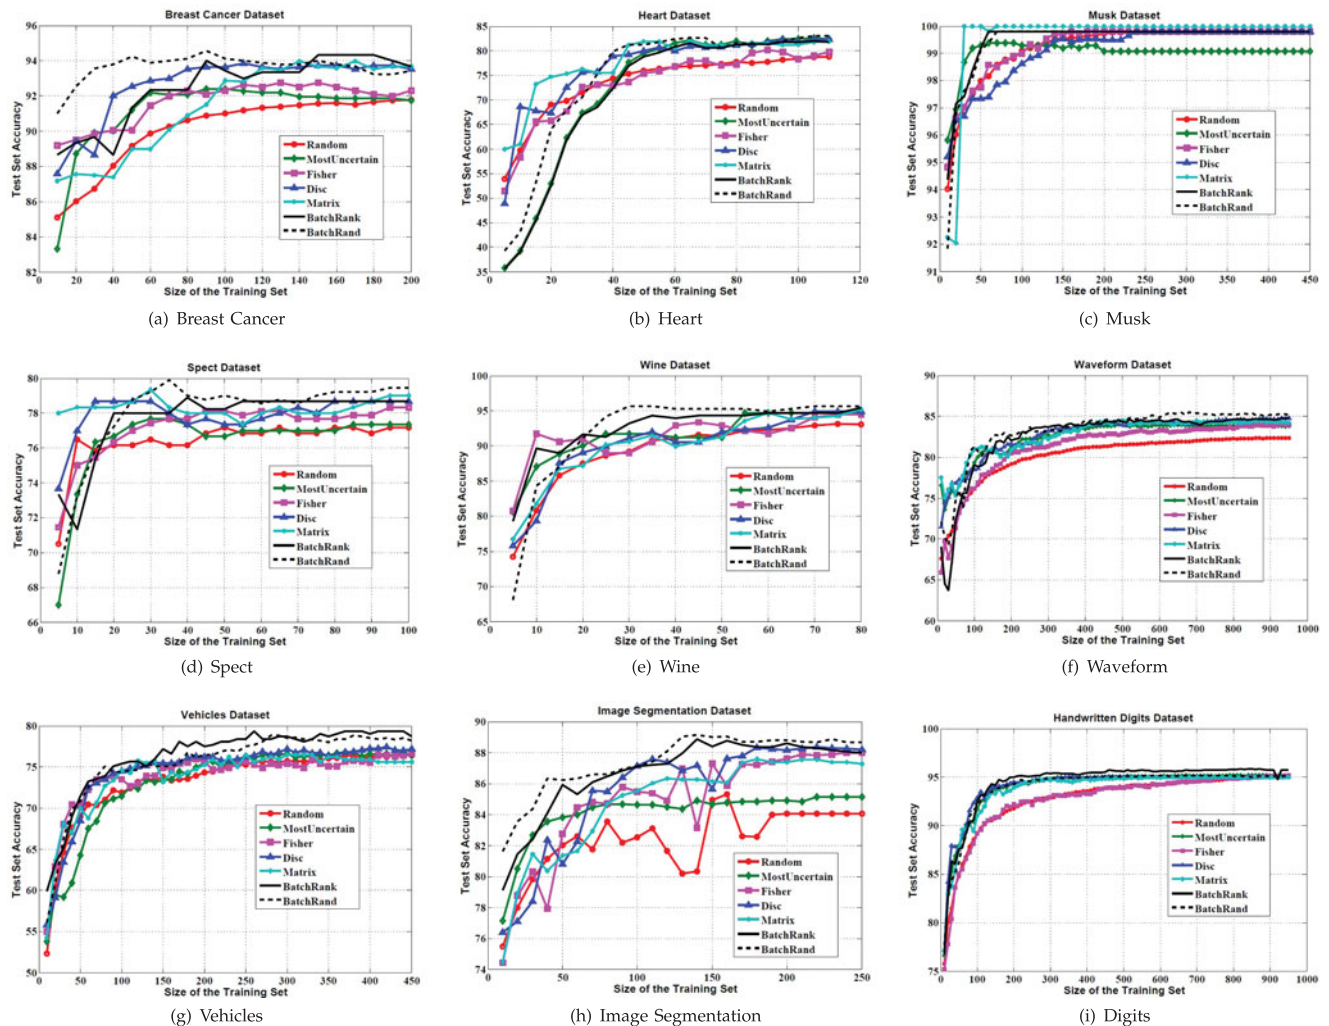 Breast Cancer Dataset
Test Set Accuracy
96
94
92
90
88
86
84
82
0 20 40 60 80 100 120 140 160 180 200
Size of the Training Set
Random
MostUncertain
Fisher
Disc
Matrix
BatchRank
BatchRand
(a) Breast Cancer
Heart Dataset
Test Set Accuracy
85
80
75
70
65
60
55
50
45
40
35
0 20 40 60 80 100 120
Size of the Training Set
Random
MostUncertain
Fisher
Disc
Matrix
BatchRank
BatchRand
(b) Heart
Musk Dataset
Test Set Accuracy
100
99
98
97
96
95
94
93
92
91
0 50 100 150 200 250 300 350 400 450
Size of the Training Set
Random
MostUncertain
Fisher
Disc
Matrix
BatchRank
BatchRand
(c) Musk
Spect Dataset
Test Set Accuracy
80
78
76
74
72
70
68
66
0 10 20 30 40 50 60 70 80 90 100
Size of the Training Set
Random
MostUncertain
Fisher
Disc
Matrix
BatchRank
BatchRand
(d) Spect
Wine Dataset
Test Set Accuracy
100
95
90
85
80
75
70
65
0 10 20 30 40 50 60 70 80
Size of the Training Set
Random
MostUncertain
Fisher
Disc
Matrix
BatchRank
BatchRand
(e) Wine
Waveform Dataset
Test Set Accuracy
90
85
80
75
70
65
60
0 100 200 300 400 500 600 700 800 900 1000
Size of the Training Set
Random
MostUncertain
Fisher
Disc
Matrix
BatchRank
BatchRand
(f) Waveform
Vehicles Dataset
Test Set Accuracy
80
75
70
65
60
55
50
0 50 100 150 200 250 300 350 400 450
Size of the Training Set
Random
MostUncertain
Fisher
Disc
Matrix
BatchRank
BatchRand
(g) Vehicles
Image Segmentation Dataset
Test Set Accuracy
90
88
86
84
82
80
78
76
74
0 50 100 150 200 250
Size of the Training Set
Random
MostUncertain
Fisher
Disc
Matrix
BatchRank
BatchRand
(h) Image Segmentation
Handwritten Digits Dataset
Test Set Accuracy
100
95
90
85
80
75
0 100 200 300 400 500 600 700 800 900 1000
Size of the Training Set
Random
MostUncertain
Fisher
Disc
Matrix
BatchRank
BatchRand
(i) Digits